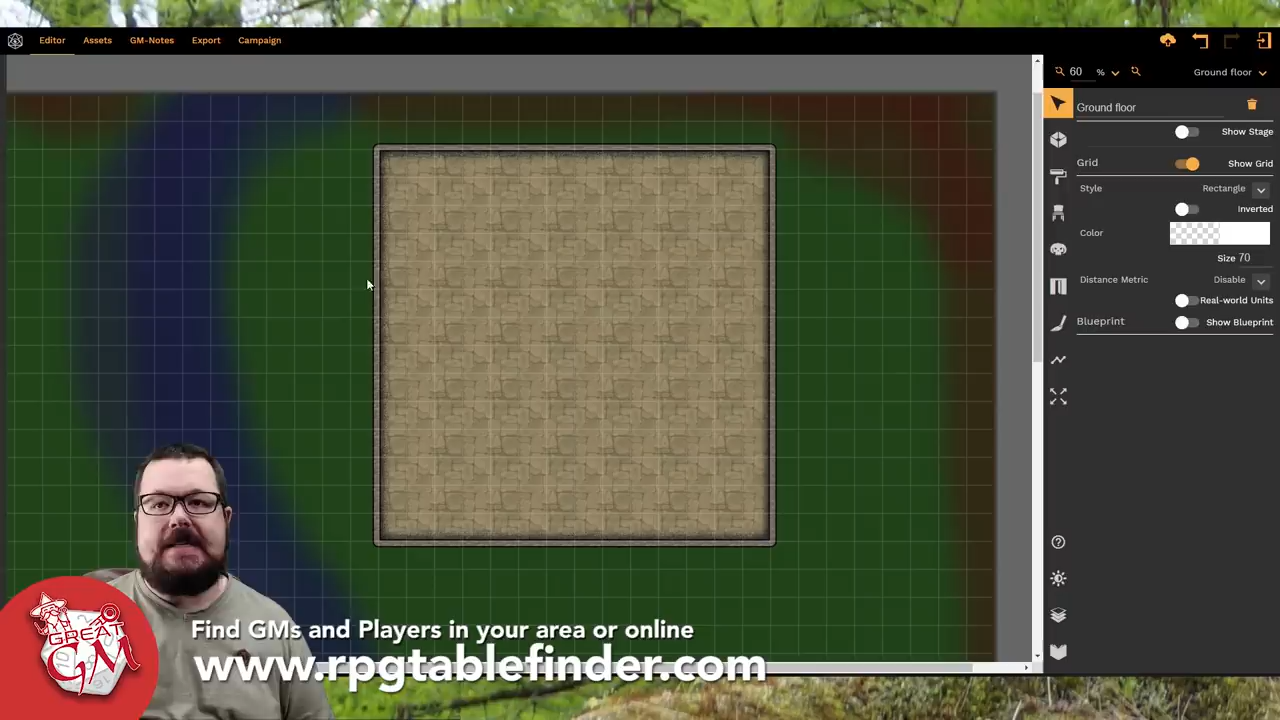 Editor Assets GM-Notes Export Campaign
60 % Ground floor
Ground floor
Show Stage
Grid Show Grid
Style Rectangle
Inverted
Color
Size 70
Distance Metric Disable
Real-world Units
Blueprint Show Blueprint
GREAT
GM
Find GMs and Players in your area or online
www.rpgtablefinder.com